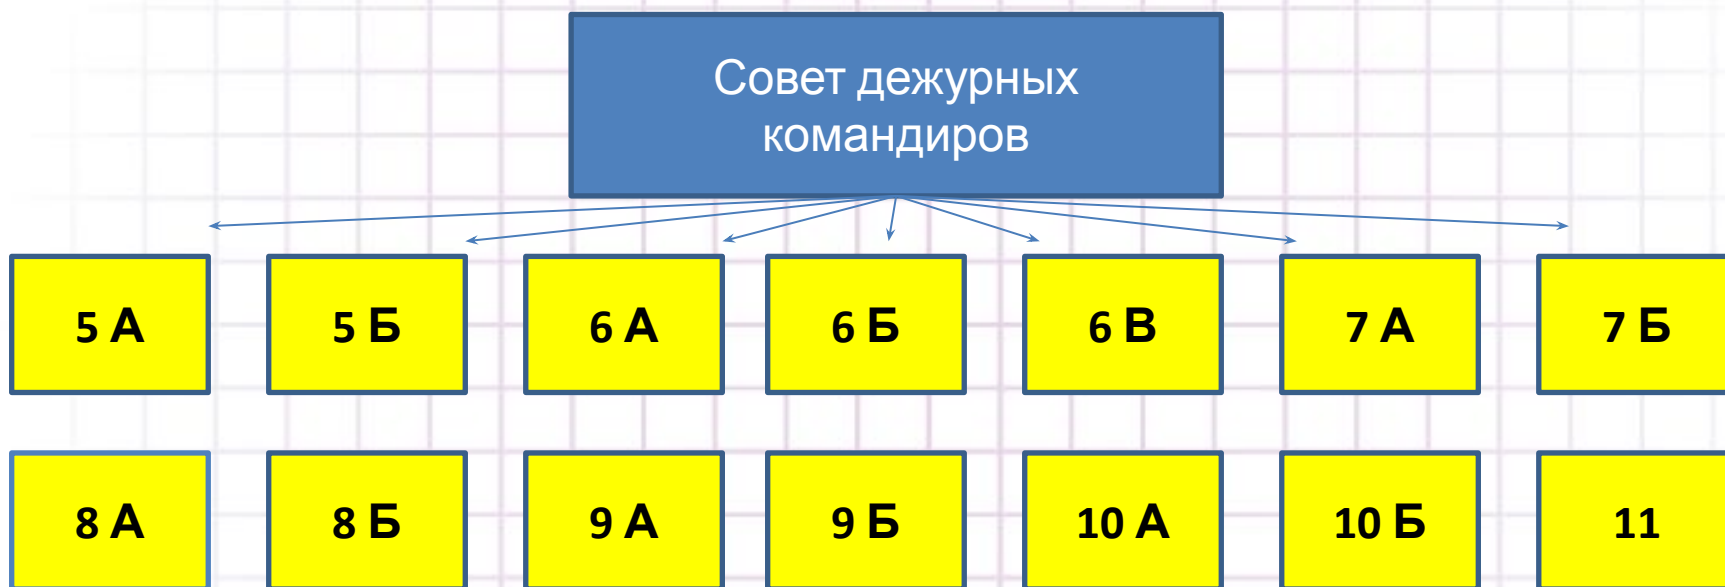 Совет дежурных
командиров
5 А
5 Б
6 А
6 Б
6 В
7 А
7 Б
8 А
8 Б
9 А
9 Б
10 А
10 Б
11